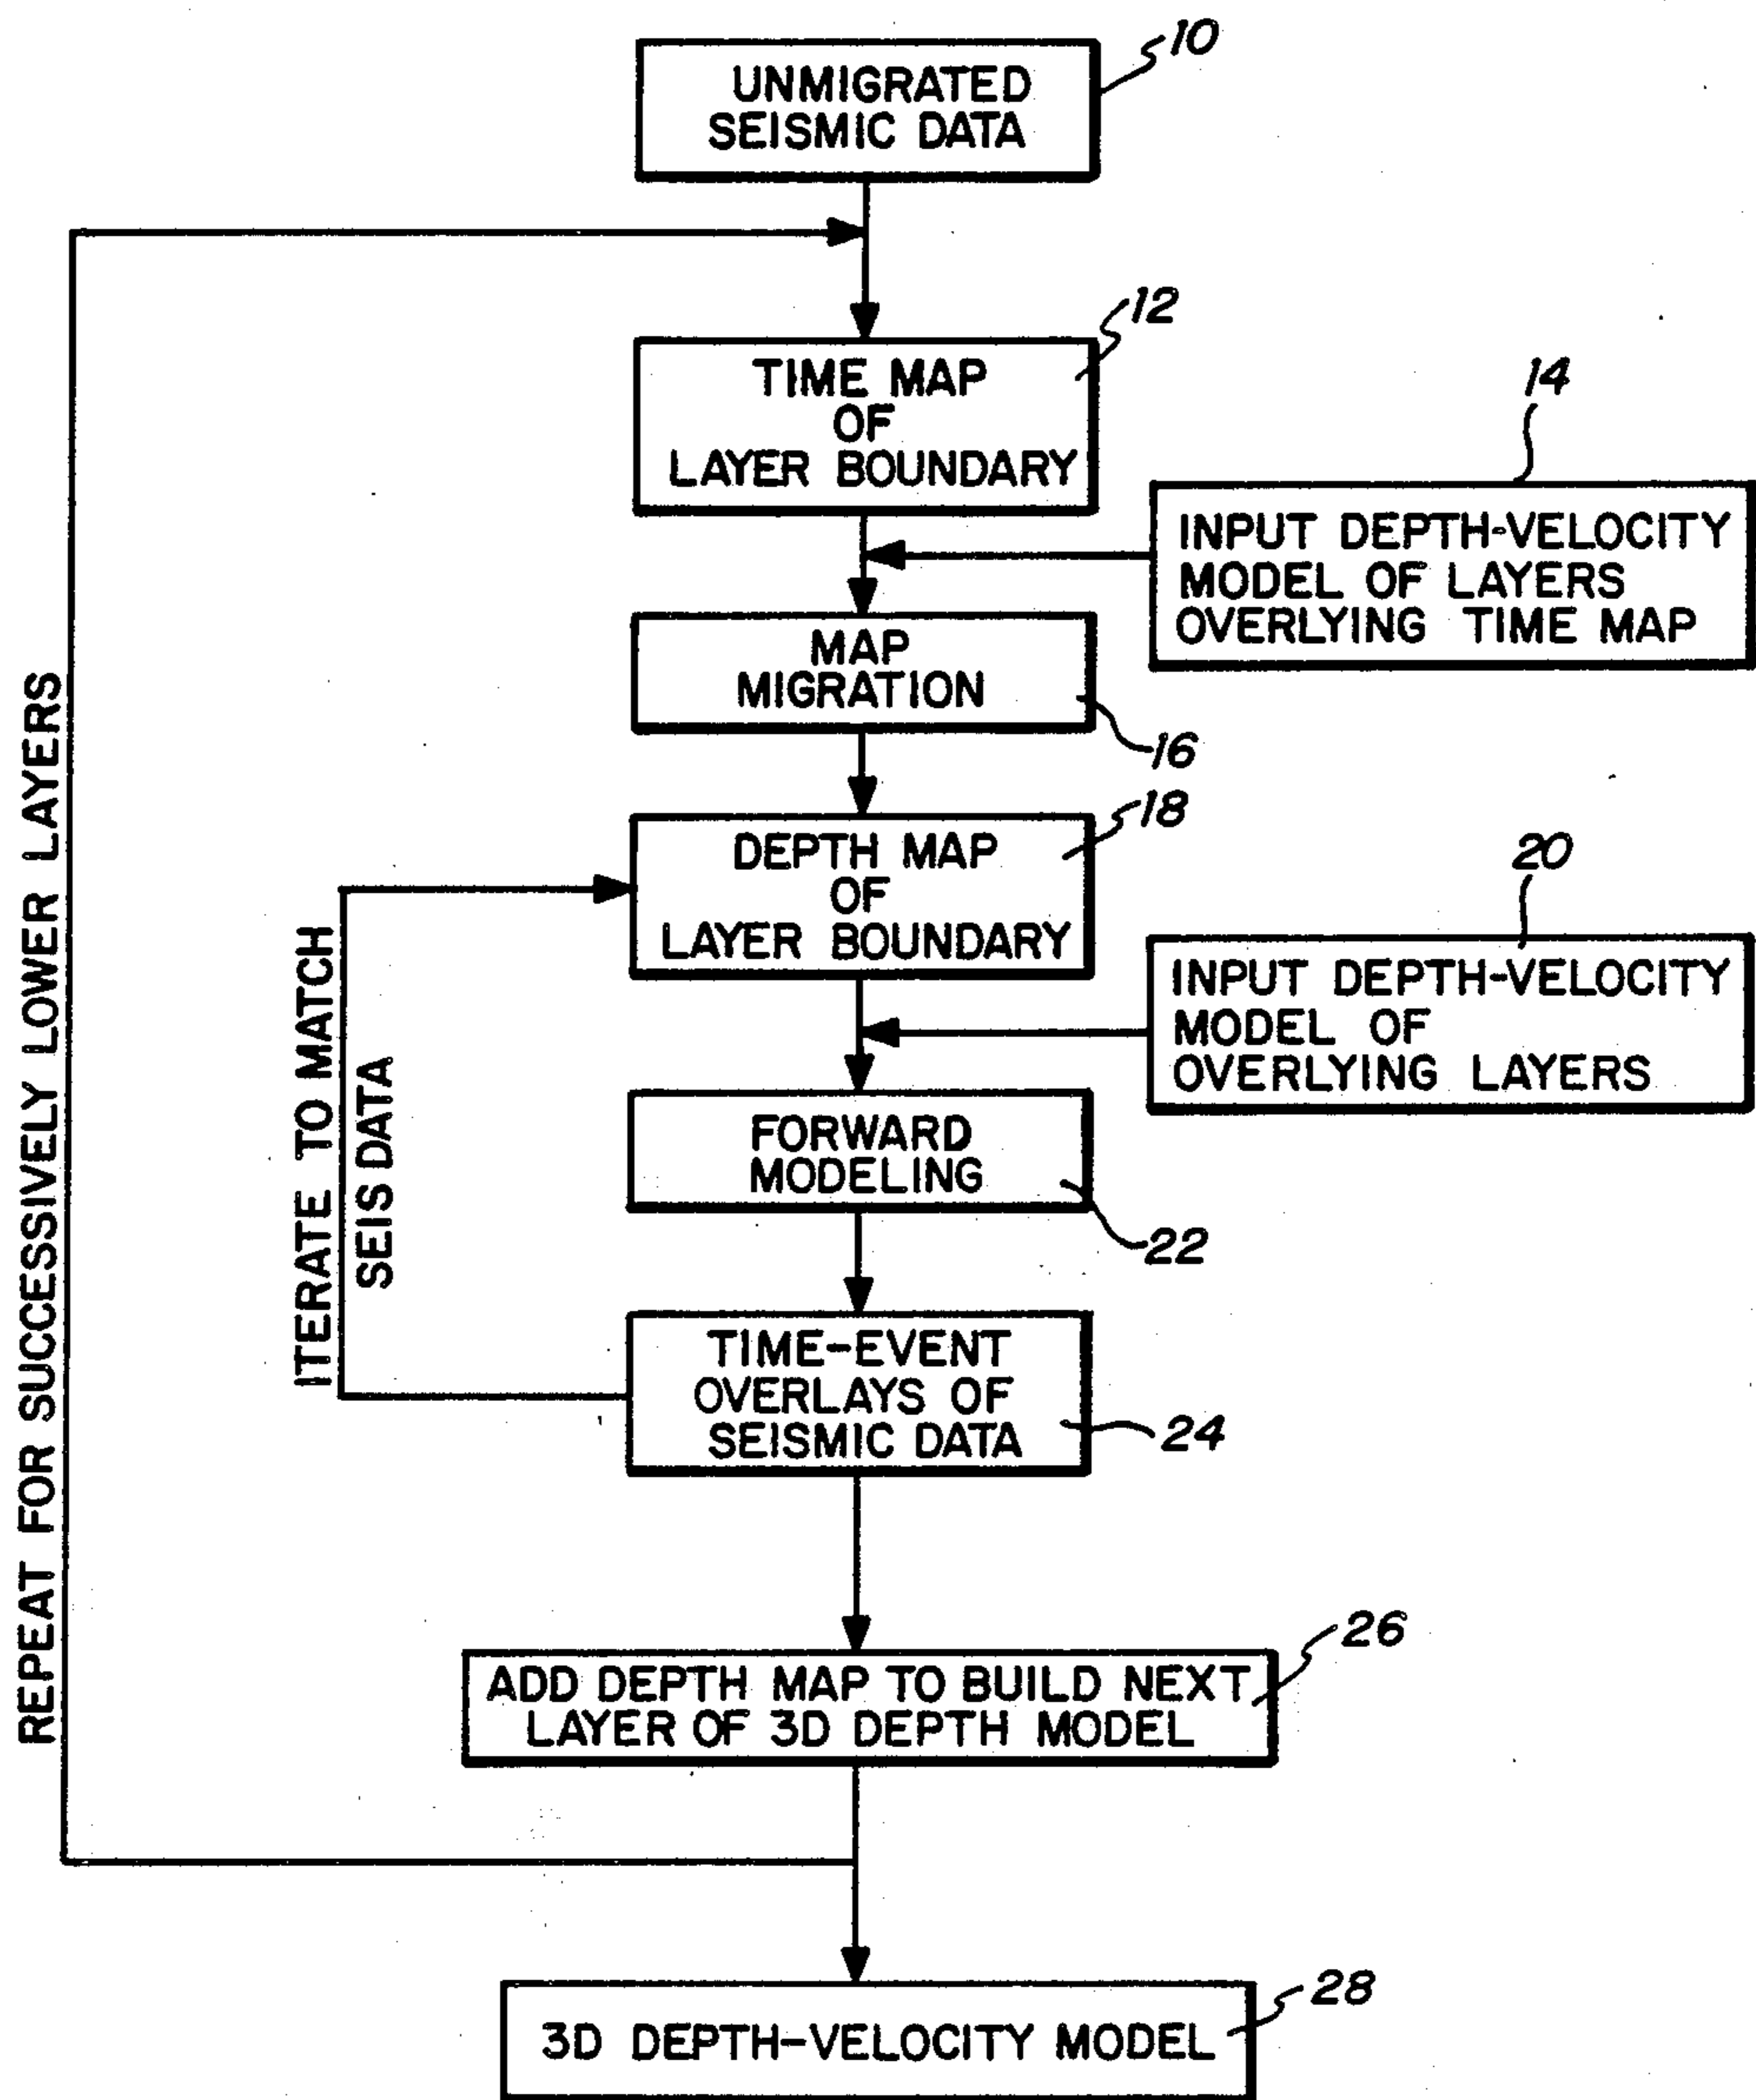 10
UNMIGRATED
SEISMIC DATA
12
TIME MAP
OF
LAYER BOUNDARY
14
INPUT DEPTH-VELOCITY
MODEL OF LAYERS
OVERLYING TIME MAP
MAP
MIGRATION
16
18
DEPTH MAP
OF
LAYER BOUNDARY
20
INPUT DEPTH-VELOCITY
MODEL OF
OVERLYING LAYERS
FORWARD
MODELING
22
TIME-EVENT
OVERLAYS OF
SEISMIC DATA
24
ITERATE TO MATCH
SEIS DATA
REPEAT FOR SUCCESSIVELY LOWER LAYERS
26
ADD DEPTH MAP TO BUILD NEXT
LAYER OF 3D DEPTH MODEL
28
3D DEPTH-VELOCITY MODEL